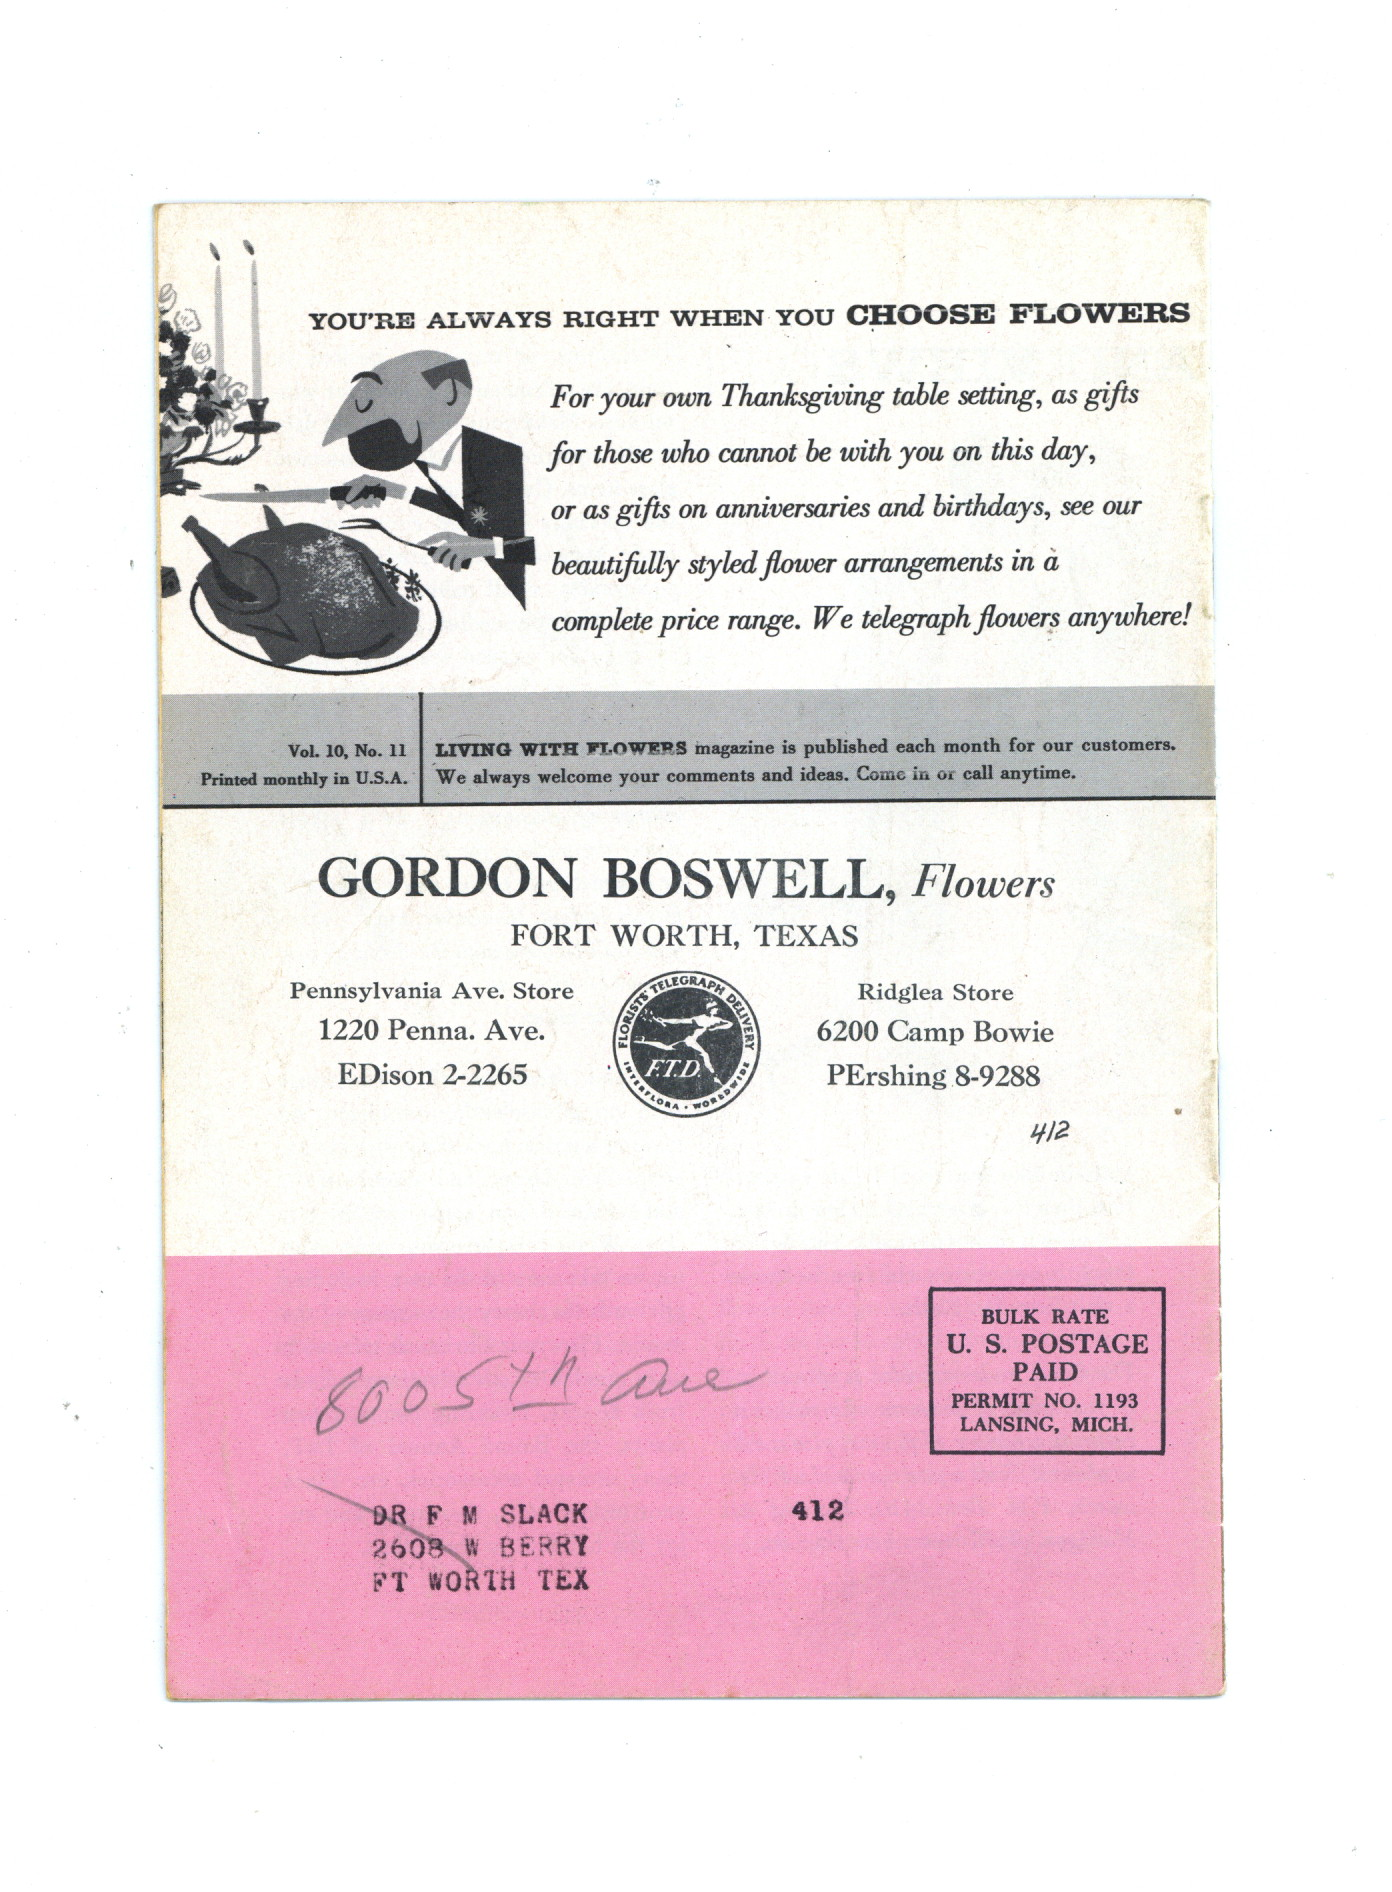 YOU'RE ALWAYS RIGHT WHEN YOU CHOOSE FLOWERS
For your own Thanksgiving table setting, as gifts
for those who cannot be with you on this day,
or as gifts on anniversaries and birthdays, see our
beautifully styled flower arrangements in a
complete price range. We telegraph flowers anywhere!
Vol. 10, No. 11
Printed monthly in U.S.A.
LIVING WITH FLOWERS magazine is published each month for our customers.
We always welcome your comments and ideas. Come in or call anytime.
GORDON BOSWELL, Flowers
FORT WORTH, TEXAS
Pennsylvania Ave. Store
1220 Penna. Ave.
EDison 2-2265
FLORISTS' TELEGRAPH DELIVERY
F.T.D.
INTERFLORA • WORLDWIDE
Ridglea Store
6200 Camp Bowie
PErshing 8-9288
412
BULK RATE
U. S. POSTAGE
PAID
PERMIT NO. 1193
LANSING, MICH.
800 5th Ave
DR F M SLACK 412
2608 W BERRY
FT WORTH TEX